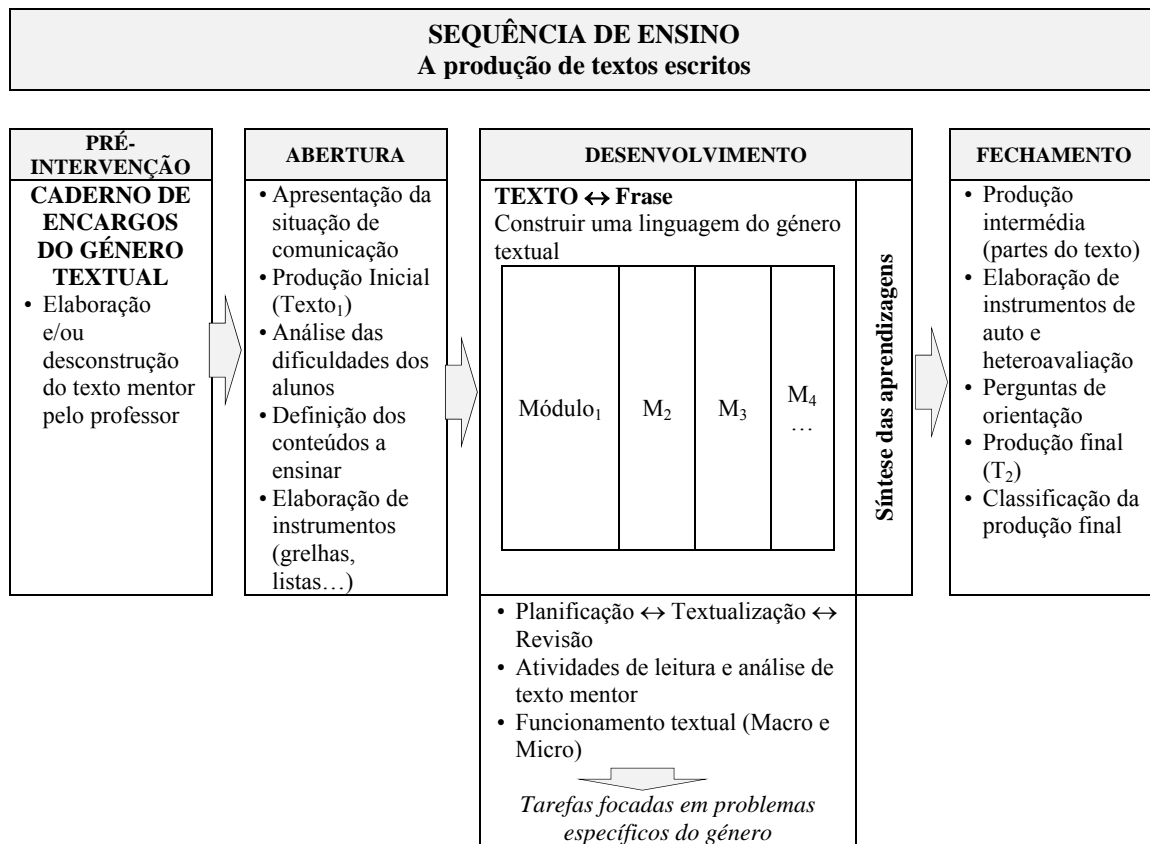 SEQUÊNCIA DE ENSINO
A produção de textos escritos
PRÉ-
INTERVENÇÃO
CADERNO DE
ENCARGOS
DO GÉNERO
TEXTUAL
• Elaboração
e/ou
desconstrução
do texto mentor
pelo professor
ABERTURA
• Apresentação da
situação de
comunicação
• Produção Inicial
(Texto₁)
• Análise das
dificuldades dos
alunos
• Definição dos
conteúdos a
ensinar
• Elaboração de
instrumentos
(grelhas,
listas…)
DESENVOLVIMENTO
TEXTO ↔ Frase
Construir uma linguagem do género
textual
Módulo₁
M₂
M₃
M₄
…
Síntese das aprendizagens
• Planificação ↔ Textualização ↔
Revisão
• Atividades de leitura e análise de
texto mentor
• Funcionamento textual (Macro e
Micro)
Tarefas focadas em problemas
específicos do género
FECHAMENTO
• Produção
intermédia
(partes do texto)
• Elaboração de
instrumentos de
auto e
heteroavaliação
• Perguntas de
orientação
• Produção final
(T₂)
• Classificação da
produção final